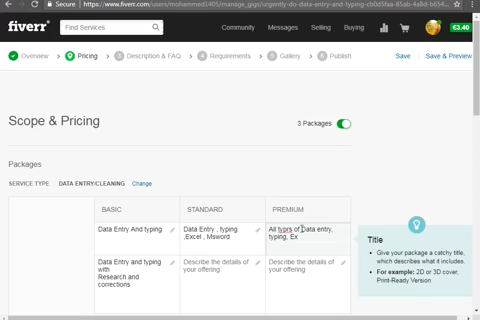 Secure | https://www.fiverr.com/users/mohammed1405/manage_gigs/urgently-do-data-entry-and-typing-cb0d5faa-85ab-4a8d-b654...
fiverr Find Services Community Messages Selling Buying €3.40
Overview Pricing 3 Description & FAQ 4 Requirements 5 Gallery 6 Publish Save Save & Preview
Scope & Pricing 3 Packages
Packages
SERVICE TYPE DATA ENTRY/CLEANING Change
BASIC STANDARD PREMIUM
Data Entry And typing
Data Entry , typing
,Excel , Msword
All typrs of Data entry,
typing, Ex
Title
Give your package a catchy title,
which describes what it includes.
For example: 2D or 3D cover,
Print-Ready Version
Data Entry and typing
with
Research and
corrections
Describe the details of
your offering
Describe the details of
your offering